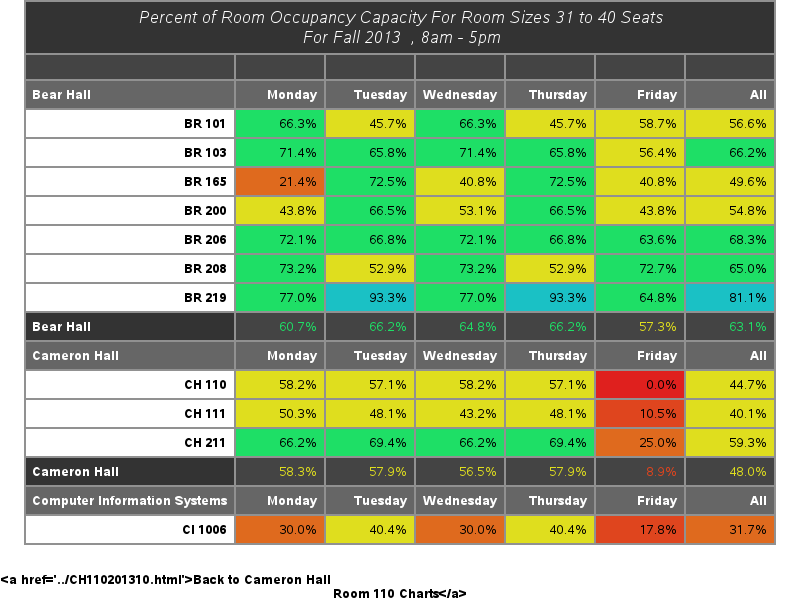 Percent of Room Occupancy Capacity For Room Sizes 31 to 40 Seats
For Fall 2013 , 8am - 5pm
Bear Hall Monday Tuesday Wednesday Thursday Friday All
BR 101 66.3% 45.7% 66.3% 45.7% 58.7% 56.6%
BR 103 71.4% 65.8% 71.4% 65.8% 56.4% 66.2%
BR 165 21.4% 72.5% 40.8% 72.5% 40.8% 49.6%
BR 200 43.8% 66.5% 53.1% 66.5% 43.8% 54.8%
BR 206 72.1% 66.8% 72.1% 66.8% 63.6% 68.3%
BR 208 73.2% 52.9% 73.2% 52.9% 72.7% 65.0%
BR 219 77.0% 93.3% 77.0% 93.3% 64.8% 81.1%
Bear Hall 60.7% 66.2% 64.8% 66.2% 57.3% 63.1%
Cameron Hall Monday Tuesday Wednesday Thursday Friday All
CH 110 58.2% 57.1% 58.2% 57.1% 0.0% 44.7%
CH 111 50.3% 48.1% 43.2% 48.1% 10.5% 40.1%
CH 211 66.2% 69.4% 66.2% 69.4% 25.0% 59.3%
Cameron Hall 58.3% 57.9% 56.5% 57.9% 8.9% 48.0%
Computer Information Systems Monday Tuesday Wednesday Thursday Friday All
CI 1006 30.0% 40.4% 30.0% 40.4% 17.8% 31.7%
<a href='../CH110201310.html'>Back to Cameron Hall
Room 110 Charts</a>